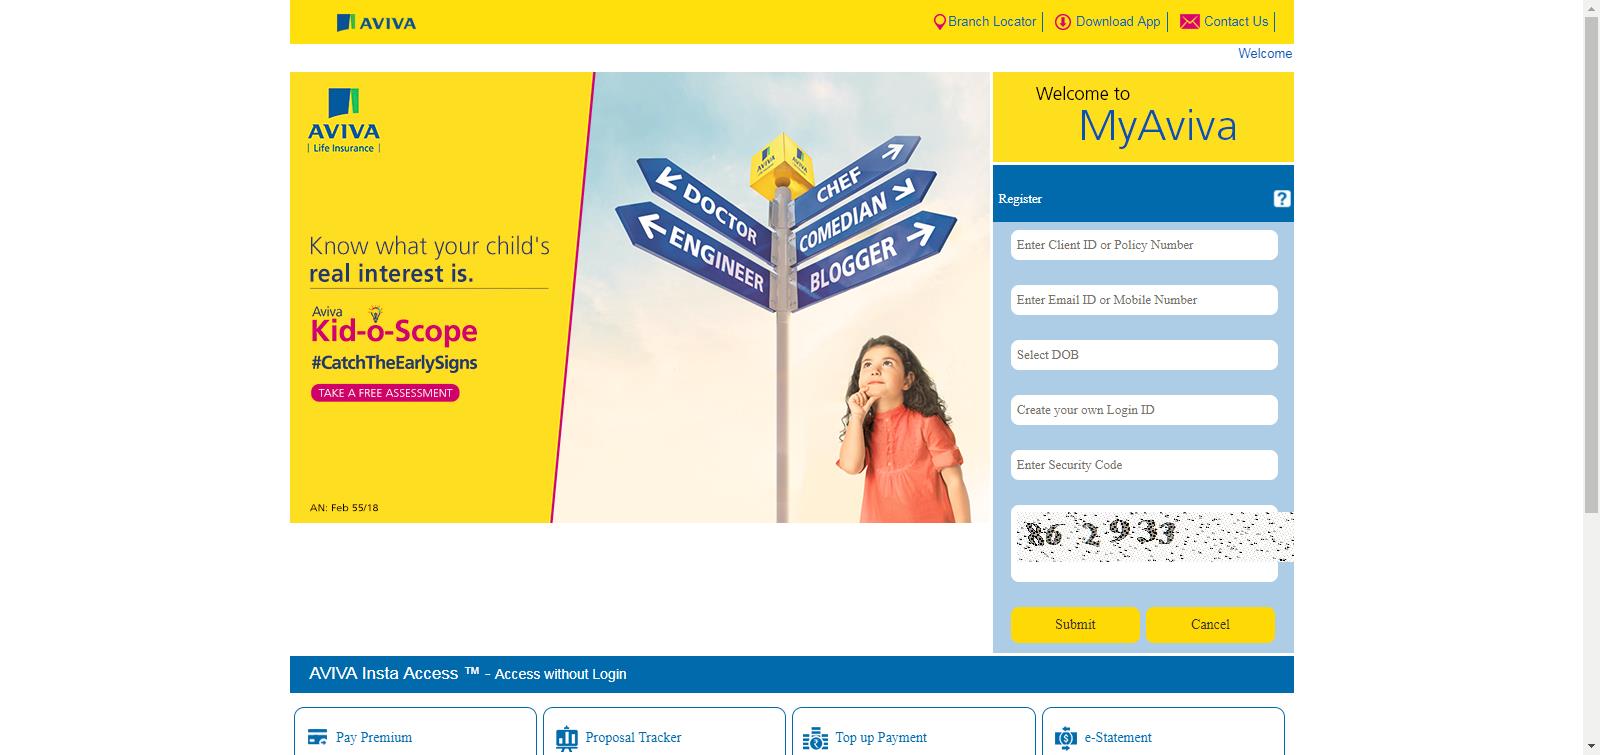 AVIVA
Branch Locator
Download App
Contact Us
Welcome
AVIVA
Life Insurance
Know what your child's
real interest is.
Aviva
Kid-o-Scope
#CatchTheEarlySigns
TAKE A FREE ASSESSMENT
AN: Feb 55/18
AVIVA
AVIVA
DOCTOR
ENGINEER
CHEF
COMEDIAN
BLOGGER
Welcome to
MyAviva
Register
?
Enter Client ID or Policy Number
Enter Email ID or Mobile Number
Select DOB
Create your own Login ID
Enter Security Code
862933
Submit
Cancel
AVIVA Insta Access ™ - Access without Login
Pay Premium
Proposal Tracker
Top up Payment
e-Statement